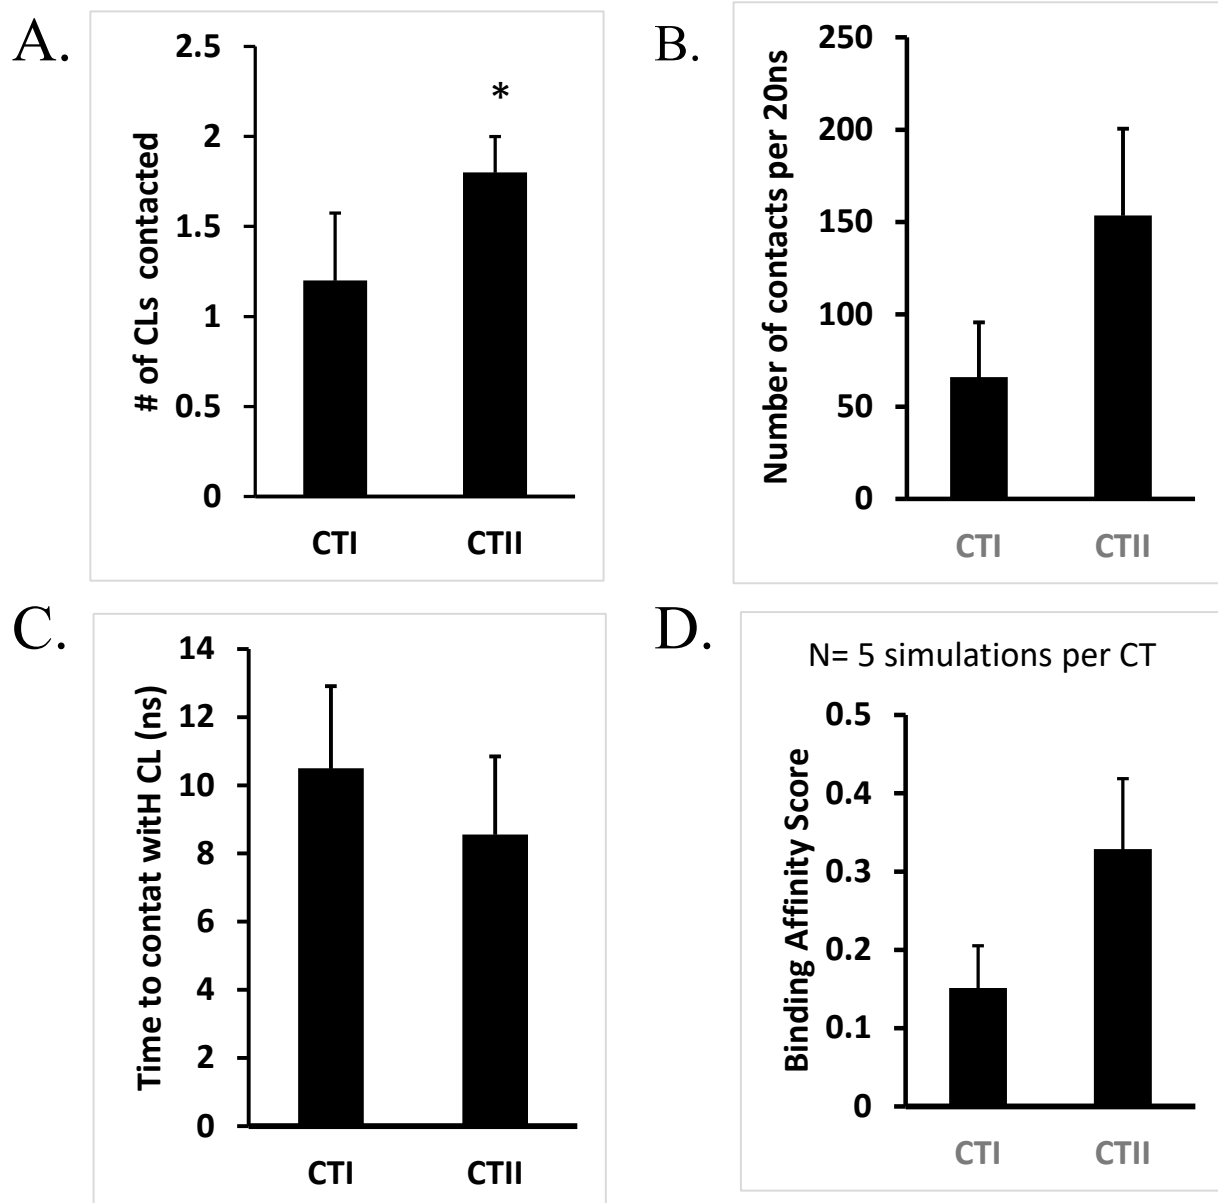 A.
# of CLs contacted
2.5
2
1.5
1
0.5
0
*
CTI CTII
B.
Number of contacts per 20ns
250
200
150
100
50
0
CTI CTII
C.
Time to contat witH CL (ns)
14
12
10
8
6
4
2
0
CTI CTII
D.
N= 5 simulations per CT
Binding Affinity Score
0.5
0.4
0.3
0.2
0.1
0
CTI CTII